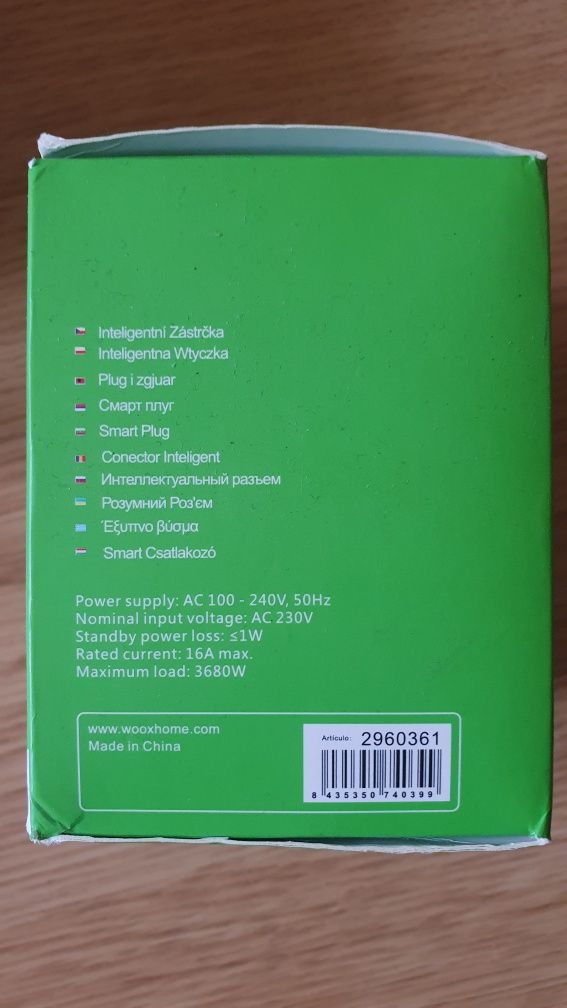 Inteligentní Zástrčka
Inteligentna Wtyczka
Plug i zgjuar
Смарт плуг
Smart Plug
Conector Inteligent
Интеллектуальный разъем
Розумний Роз'єм
Έξυπνο βύσμα
Smart Csatlakozó
Power supply: AC 100 - 240V, 50Hz
Nominal input voltage: AC 230V
Standby power loss: ≤1W
Rated current: 16A max.
Maximum load: 3680W
www.wooxhome.com
Made in China
Artículo: 2960361
8 435350 740399